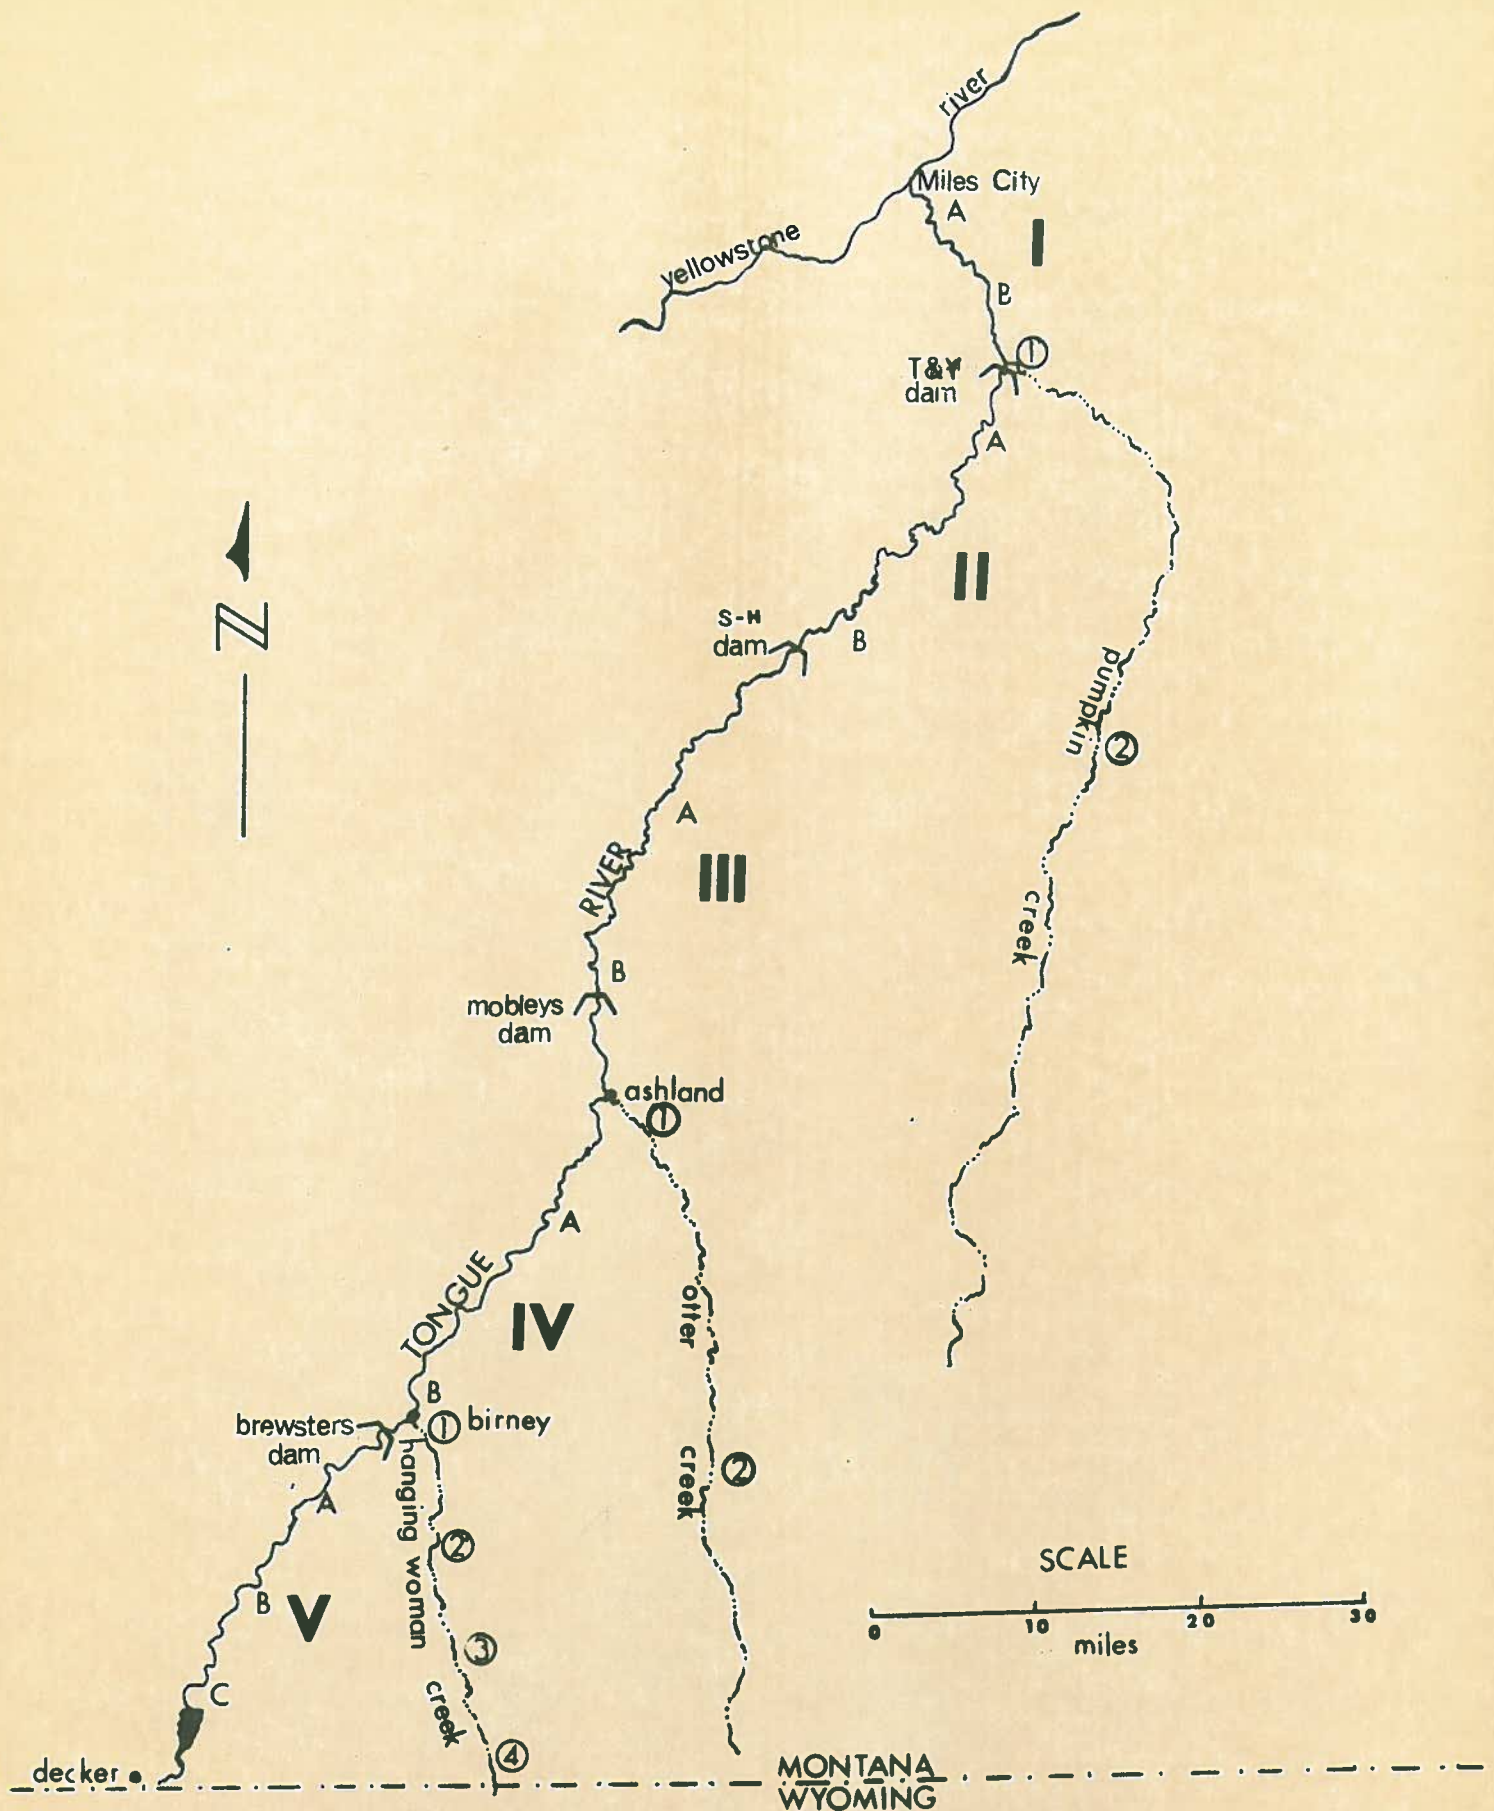 river
Miles City
A
I
yellowstone
B
T&Y
dam
1
A
N
II
S-H
dam
B
pumpkin
2
A
III
RIVER
creek
B
mobleys
dam
ashland
1
A
TONGUE
IV
otter
B
brewsters
dam
1
birney
hanging woman
creek
2
A
2
SCALE
B
V
0 10 20 30
miles
3
C
creek
4
decker
MONTANA
WYOMING